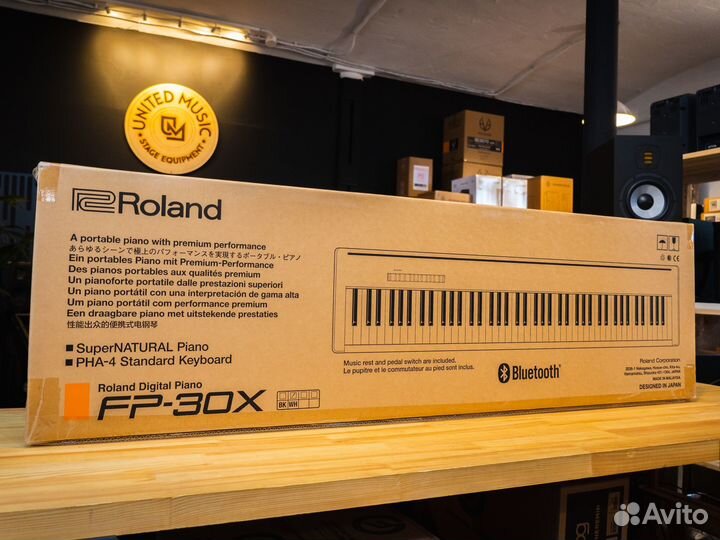 UNITED MUSIC
STAGE EQUIPMENT
Roland
A portable piano with premium performance
あらゆるシーンで極上のパフォーマンスを実現するポータブル・ピアノ
Ein portables Piano mit Premium-Performance
Des pianos portables aux qualités premium
Un pianoforte portatile dalle prestazioni superiori
Un piano portátil con una interpretación de gama alta
Um piano portátil com performance premium
Een draagbare piano met uitstekende prestaties
性能出众的便携式电钢琴
■ SuperNATURAL Piano
■ PHA-4 Standard Keyboard
Roland Digital Piano
FP-30X
BK WH
Music rest and pedal switch are included.
Le pupitre et le commutateur au pied sont inclus.
Bluetooth®
Roland Corporation
MADE IN MALAYSIA
DESIGNED IN JAPAN
Avito